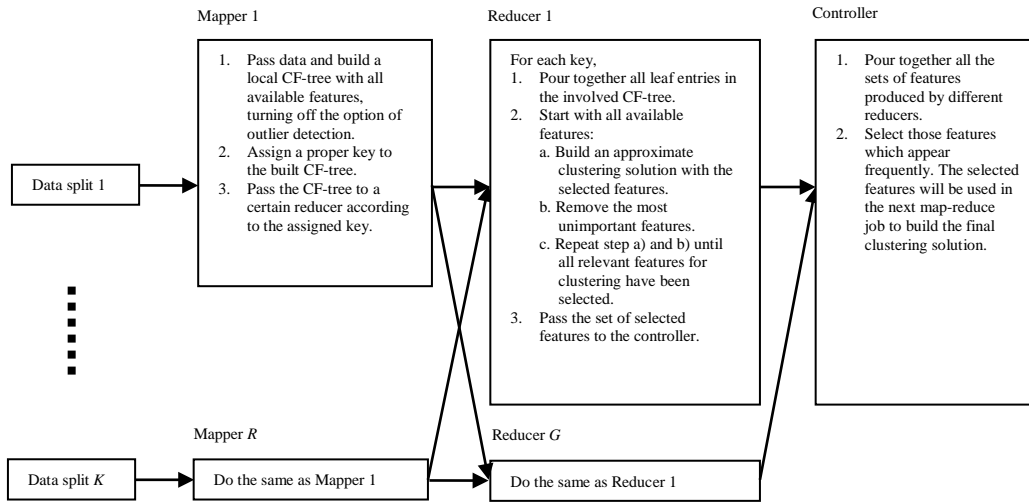 Mapper 1
Reducer 1
Controller
Data split 1
1. Pass data and build a
local CF-tree with all
available features,
turning off the option of
outlier detection.
2. Assign a proper key to
the built CF-tree.
3. Pass the CF-tree to a
certain reducer according
to the assigned key.
For each key,
1. Pour together all leaf entries in
the involved CF-tree.
2. Start with all available
features:
a. Build an approximate
clustering solution with the
selected features.
b. Remove the most
unimportant features.
c. Repeat step a) and b) until
all relevant features for
clustering have been
selected.
3. Pass the set of selected
features to the controller.
1. Pour together all the
sets of features
produced by different
reducers.
2. Select those features
which appear
frequently. The selected
features will be used in
the next map-reduce
job to build the final
clustering solution.
Mapper R
Reducer G
Data split K
Do the same as Mapper 1
Do the same as Reducer 1